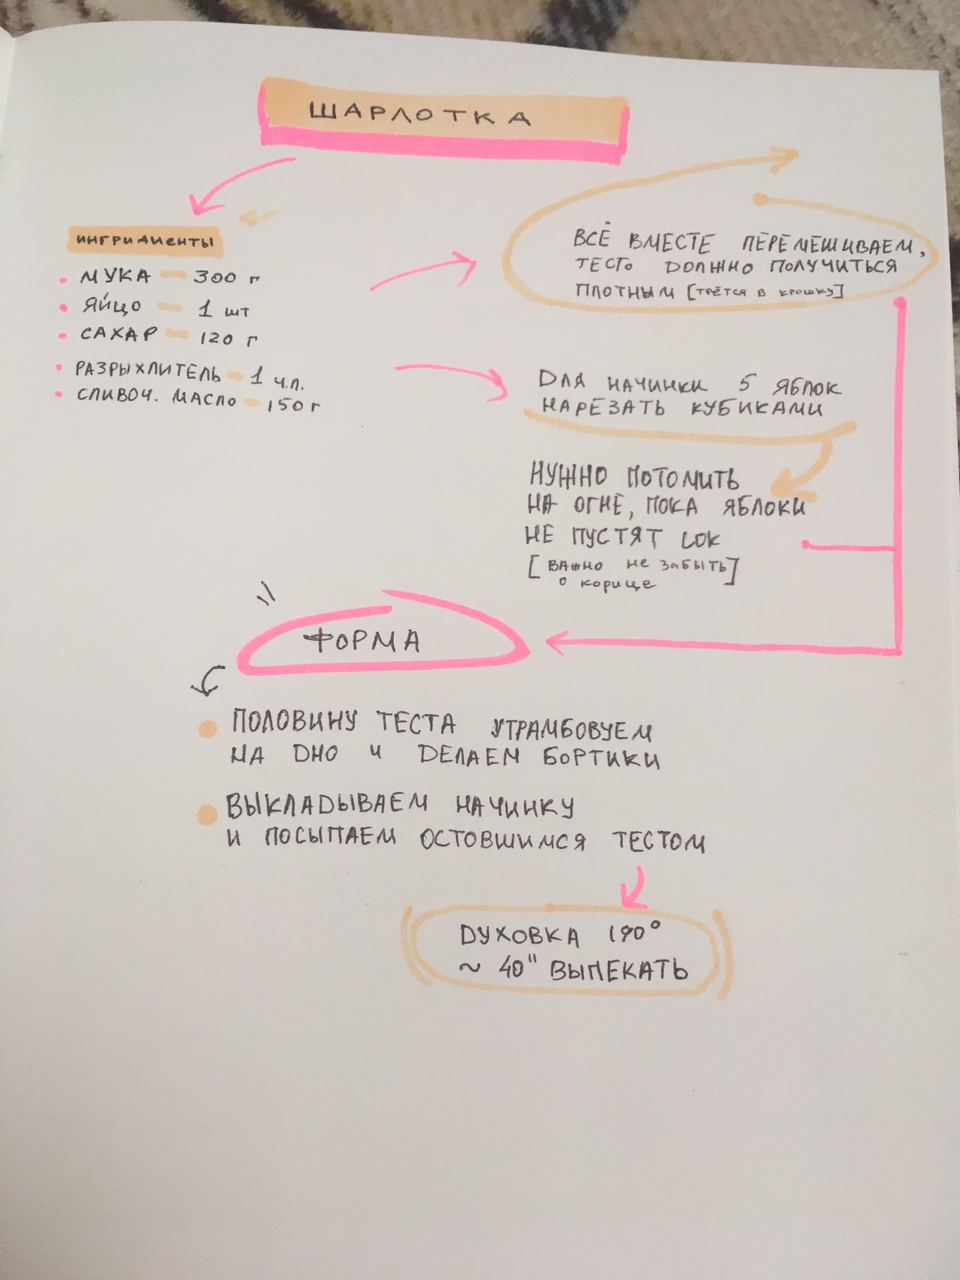 ШАРЛОТКА
ИНГРИДИЕНТЫ
МУКА — 300 г
ЯЙЦО — 1 шт
САХАР — 120 г
РАЗРЫХЛИТЕЛЬ — 1 ч.л.
СЛИВОЧ. МАСЛО — 150 г
ВСЁ ВМЕСТЕ ПЕРЕМЕШИВАЕМ,
ТЕСТО ДОЛЖНО ПОЛУЧИТЬСЯ
ПЛОТНЫМ [ТРЁТСЯ В КРОШКУ]
ДЛЯ НАЧИНКИ 5 ЯБЛОК
НАРЕЗАТЬ КУБИКАМИ
НУЖНО ПОТОМИТЬ
НА ОГНЕ, ПОКА ЯБЛОКИ
НЕ ПУСТЯТ СОК
[ВАЖНО НЕ ЗАБЫТЬ]
О КОРИЦЕ
ФОРМА
ПОЛОВИНУ ТЕСТА УТРАМБОВУЕМ
НА ДНО И ДЕЛАЕМ БОРТИКИ
ВЫКЛАДЫВАЕМ НАЧИНКУ
И ПОСЫПАЕМ ОСТОВШИМСЯ ТЕСТОМ
ДУХОВКА 190°
~ 40" ВЫПЕКАТЬ